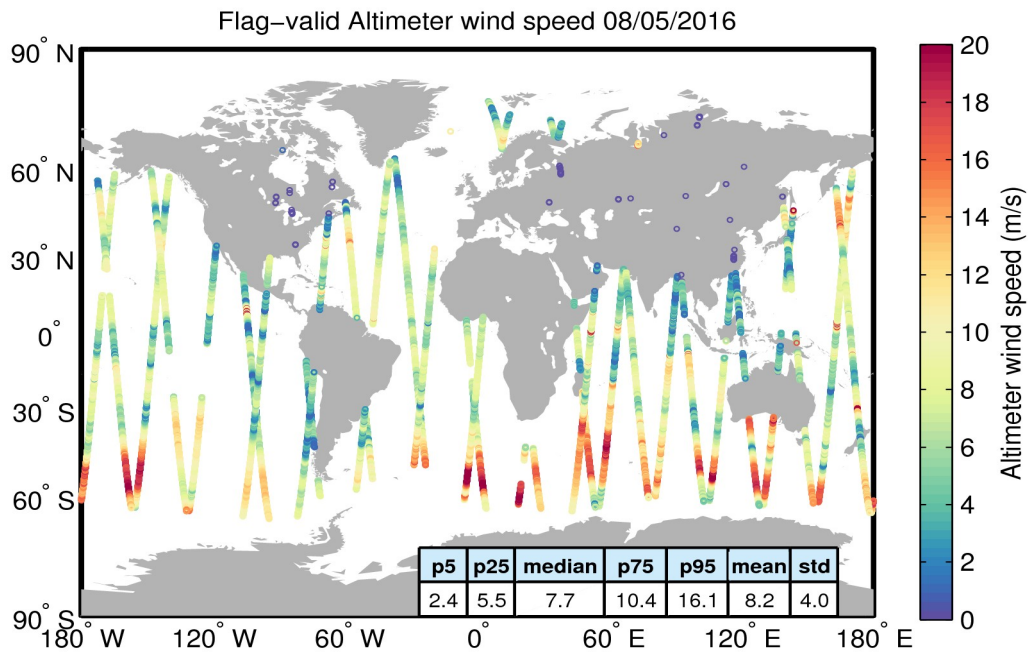 Flag−valid Altimeter wind speed 08/05/2016
90° N
60° N
30° N
0°
30° S
60° S
90° S
180° W
120° W
60° W
0°
60° E
120° E
180° E
p5 p25 median p75 p95 mean std
2.4 5.5 7.7 10.4 16.1 8.2 4.0
20
18
16
14
12
10
8
6
4
2
0
Altimeter wind speed (m/s)